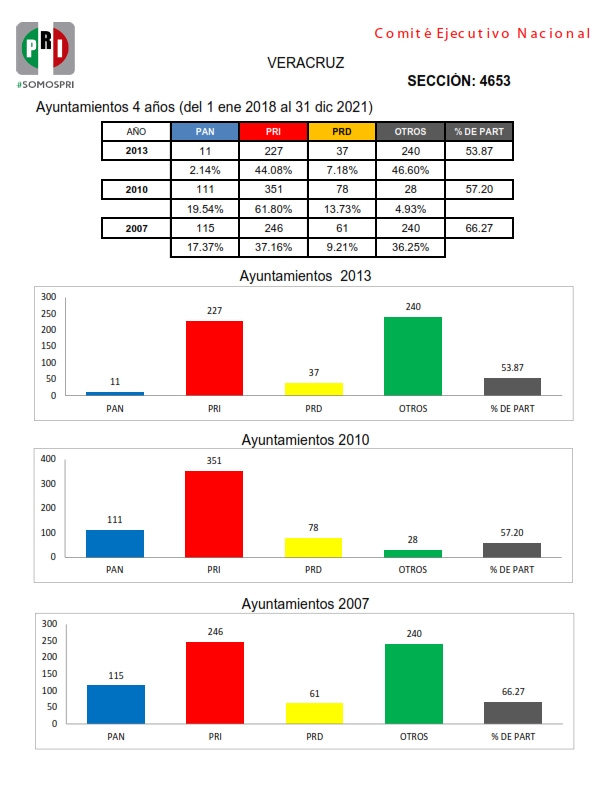 Comité Ejecutivo Nacional
PRI
#SOMOSPRI
VERACRUZ
SECCIÓN: 4653
Ayuntamientos 4 años (del 1 ene 2018 al 31 dic 2021)
AÑO PAN PRI PRD OTROS % DE PART
2013 11 227 37 240 53.87
2.14% 44.08% 7.18% 46.60%
2010 111 351 78 28 57.20
19.54% 61.80% 13.73% 4.93%
2007 115 246 61 240 66.27
17.37% 37.16% 9.21% 36.25%
Ayuntamientos 2013
300
250
200
150
100
50
0
11 227 37 240 53.87
PAN PRI PRD OTROS % DE PART
Ayuntamientos 2010
400
300
200
100
0
111 351 78 28 57.20
PAN PRI PRD OTROS % DE PART
Ayuntamientos 2007
300
250
200
150
100
50
0
115 246 61 240 66.27
PAN PRI PRD OTROS % DE PART